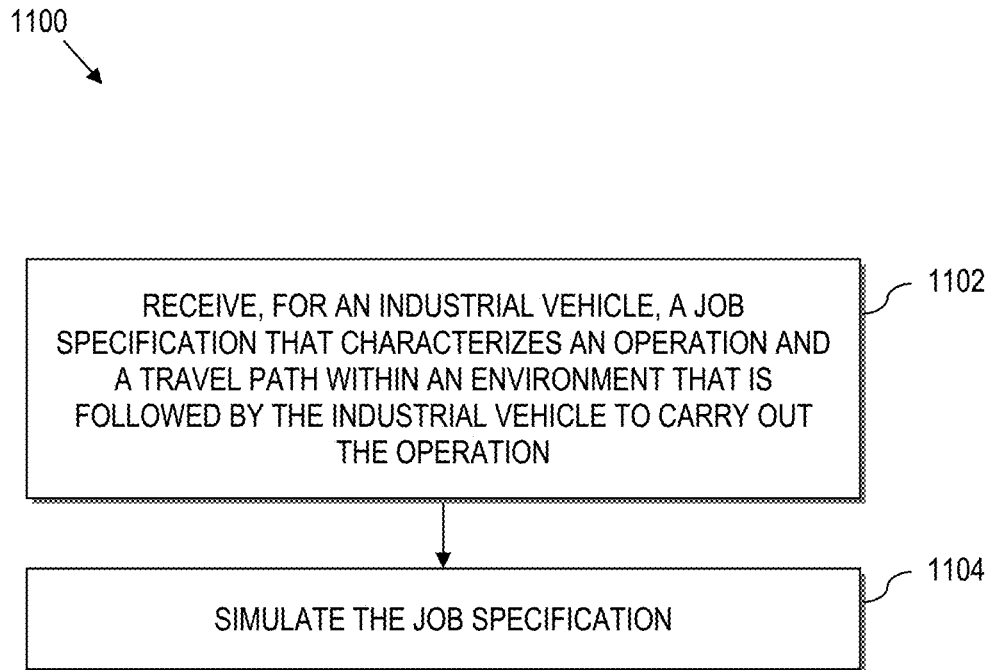 1100
RECEIVE, FOR AN INDUSTRIAL VEHICLE, A JOB
SPECIFICATION THAT CHARACTERIZES AN OPERATION AND
A TRAVEL PATH WITHIN AN ENVIRONMENT THAT IS
FOLLOWED BY THE INDUSTRIAL VEHICLE TO CARRY OUT
THE OPERATION
1102
SIMULATE THE JOB SPECIFICATION
1104